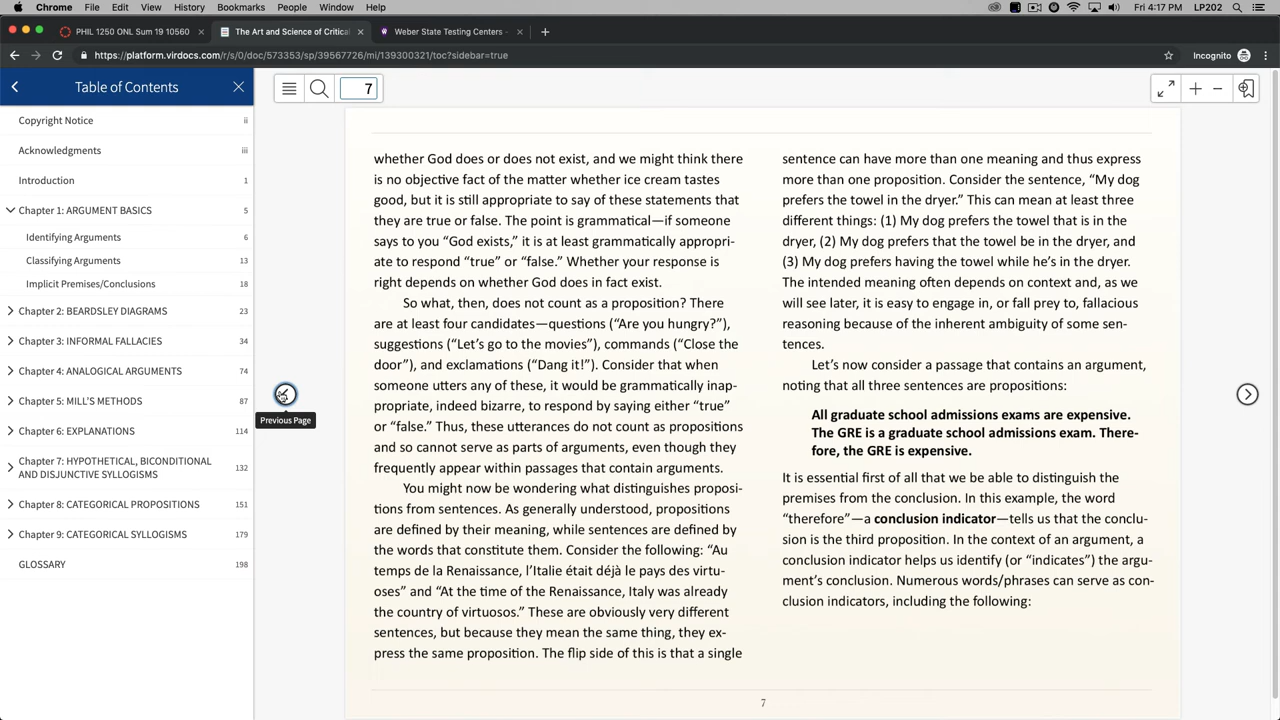 Chrome File Edit View History Bookmarks People Window Help Fri 4:17 PM LP202
PHIL 1250 ONL Sum 19 10560 The Art and Science of Critical Weber State Testing Centers -
https://platform.virdocs.com/r/s/0/doc/573353/sp/39567726/mi/139300321/toc?sidebar=true Incognito
Table of Contents
Copyright Notice ii
Acknowledgments iii
Introduction 1
Chapter 1: ARGUMENT BASICS 5
Identifying Arguments 6
Classifying Arguments 13
Implicit Premises/Conclusions 18
Chapter 2: BEARDSLEY DIAGRAMS 23
Chapter 3: INFORMAL FALLACIES 34
Chapter 4: ANALOGICAL ARGUMENTS 74
Chapter 5: MILL'S METHODS 87
Chapter 6: EXPLANATIONS 114
Chapter 7: HYPOTHETICAL, BICONDITIONAL
AND DISJUNCTIVE SYLLOGISMS 132
Chapter 8: CATEGORICAL PROPOSITIONS 151
Chapter 9: CATEGORICAL SYLLOGISMS 179
GLOSSARY 198
7
Previous Page
whether God does or does not exist, and we might think there
is no objective fact of the matter whether ice cream tastes
good, but it is still appropriate to say of these statements that
they are true or false. The point is grammatical—if someone
says to you “God exists,” it is at least grammatically appropri-
ate to respond “true” or “false.” Whether your response is
right depends on whether God does in fact exist.
So what, then, does not count as a proposition? There
are at least four candidates—questions (“Are you hungry?”),
suggestions (“Let’s go to the movies”), commands (“Close the
door”), and exclamations (“Dang it!”). Consider that when
someone utters any of these, it would be grammatically inap-
propriate, indeed bizarre, to respond by saying either “true”
or “false.” Thus, these utterances do not count as propositions
and so cannot serve as parts of arguments, even though they
frequently appear within passages that contain arguments.
You might now be wondering what distinguishes proposi-
tions from sentences. As generally understood, propositions
are defined by their meaning, while sentences are defined by
the words that constitute them. Consider the following: “Au
temps de la Renaissance, l’Italie était déjà le pays des virtu-
oses” and “At the time of the Renaissance, Italy was already
the country of virtuosos.” These are obviously very different
sentences, but because they mean the same thing, they ex-
press the same proposition. The flip side of this is that a single
sentence can have more than one meaning and thus express
more than one proposition. Consider the sentence, “My dog
prefers the towel in the dryer.” This can mean at least three
different things: (1) My dog prefers the towel that is in the
dryer, (2) My dog prefers that the towel be in the dryer, and
(3) My dog prefers having the towel while he’s in the dryer.
The intended meaning often depends on context and, as we
will see later, it is easy to engage in, or fall prey to, fallacious
reasoning because of the inherent ambiguity of some sen-
tences.
Let’s now consider a passage that contains an argument,
noting that all three sentences are propositions:
All graduate school admissions exams are expensive.
The GRE is a graduate school admissions exam. There-
fore, the GRE is expensive.
It is essential first of all that we be able to distinguish the
premises from the conclusion. In this example, the word
“therefore”—a conclusion indicator—tells us that the conclu-
sion is the third proposition. In the context of an argument, a
conclusion indicator helps us identify (or “indicates”) the argu-
ment’s conclusion. Numerous words/phrases can serve as con-
clusion indicators, including the following:
7